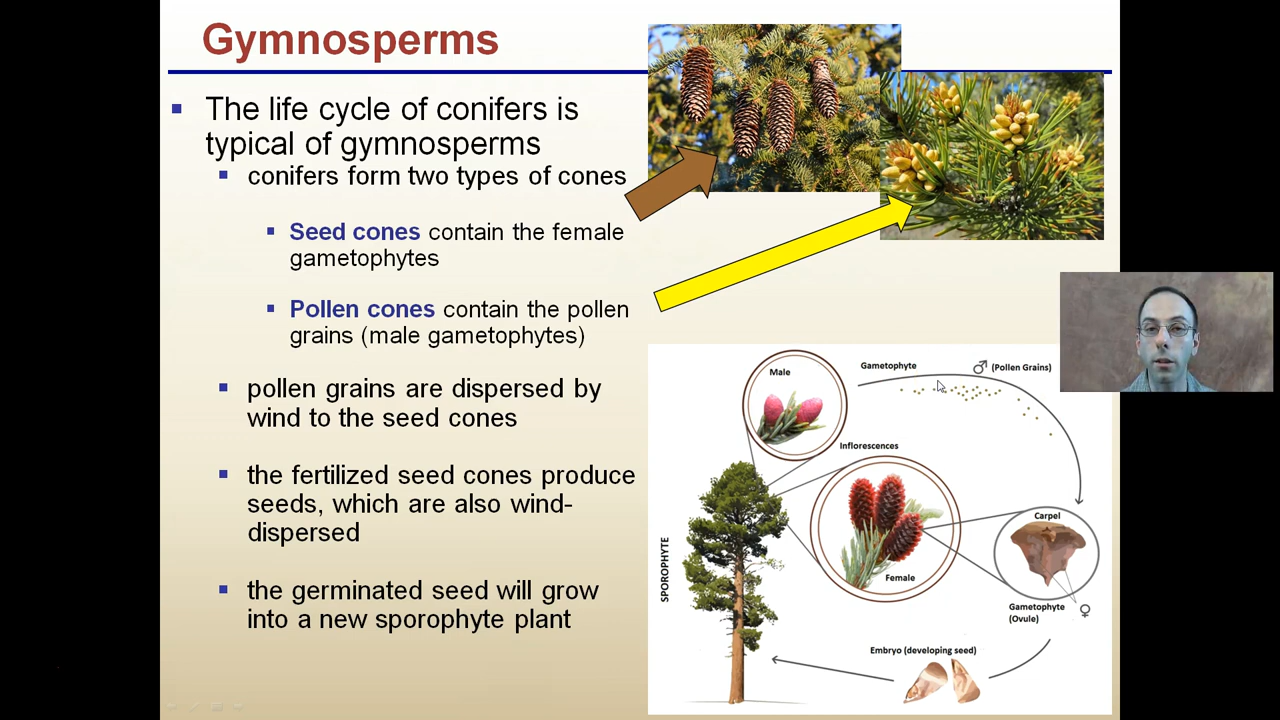 Gymnosperms
The life cycle of conifers is
typical of gymnosperms
conifers form two types of cones
Seed cones contain the female
gametophytes
Pollen cones contain the pollen
grains (male gametophytes)
pollen grains are dispersed by
wind to the seed cones
the fertilized seed cones produce
seeds, which are also wind-
dispersed
the germinated seed will grow
into a new sporophyte plant
Male
Gametophyte
(Pollen Grains)
Inflorescences
Female
Carpel
Gametophyte
(Ovule)
Embryo (developing seed)
SPOROPHYTE